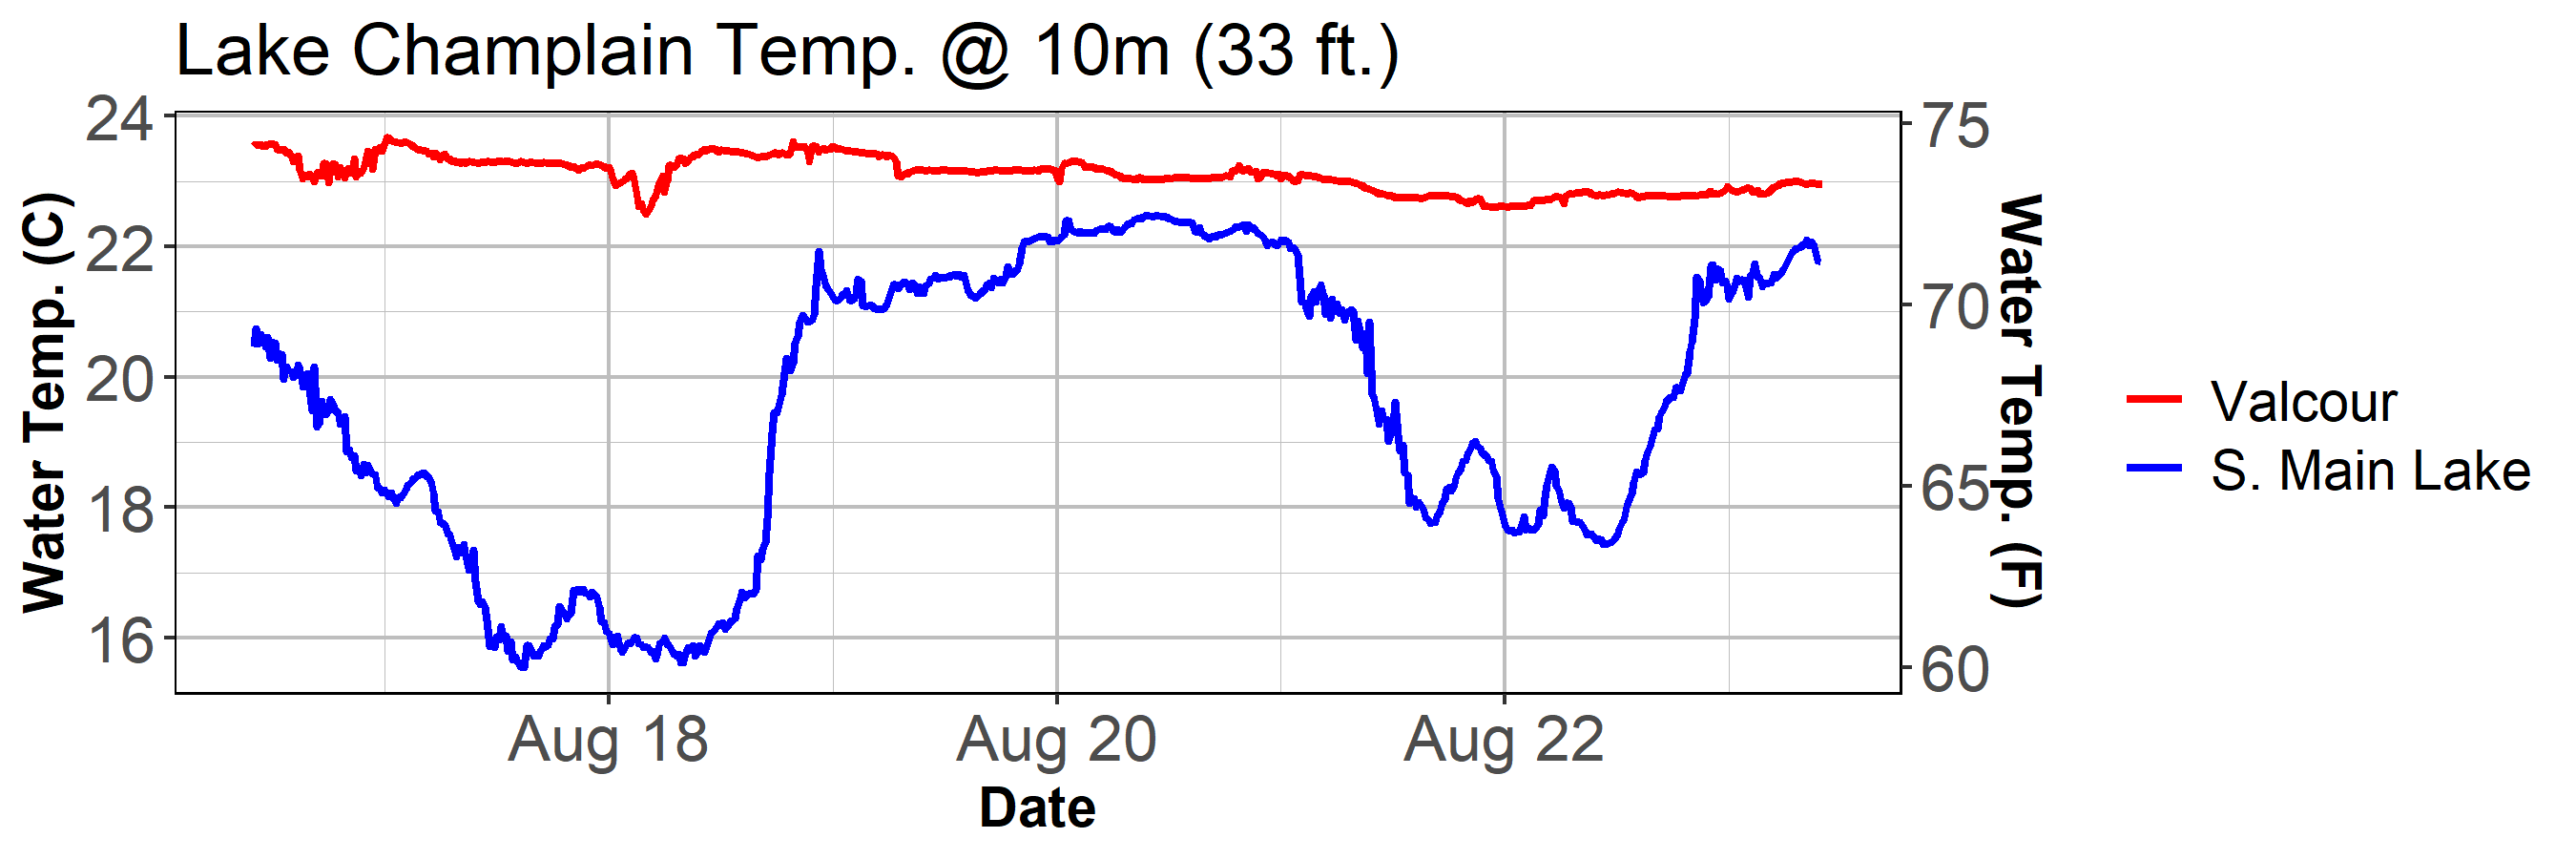 Lake Champlain Temp. @ 10m (33 ft.)
Water Temp. (C)
24
22
20
18
16
75
70
65
60
Water Temp. (F)
Aug 18
Aug 20
Aug 22
Date
Valcour
S. Main Lake